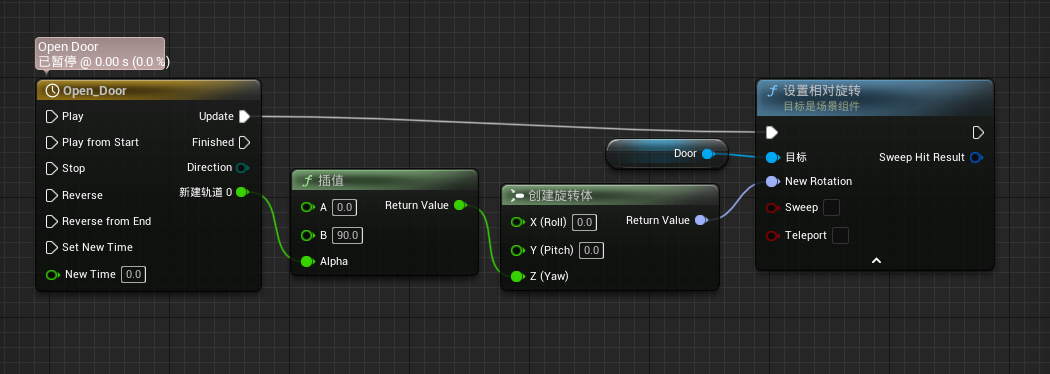 Open Door
已暂停 @ 0.00 s (0.0 %)
Open_Door
Play
Update
Play from Start
Finished
Stop
Direction
Reverse
新建轨道 0
Reverse from End
Set New Time
New Time 0.0
插值
A 0.0
Return Value
B 90.0
Alpha
创建旋转体
X (Roll) 0.0
Return Value
Y (Pitch) 0.0
Z (Yaw)
Door
设置相对旋转
目标是场景组件
目标
Sweep Hit Result
New Rotation
Sweep
Teleport